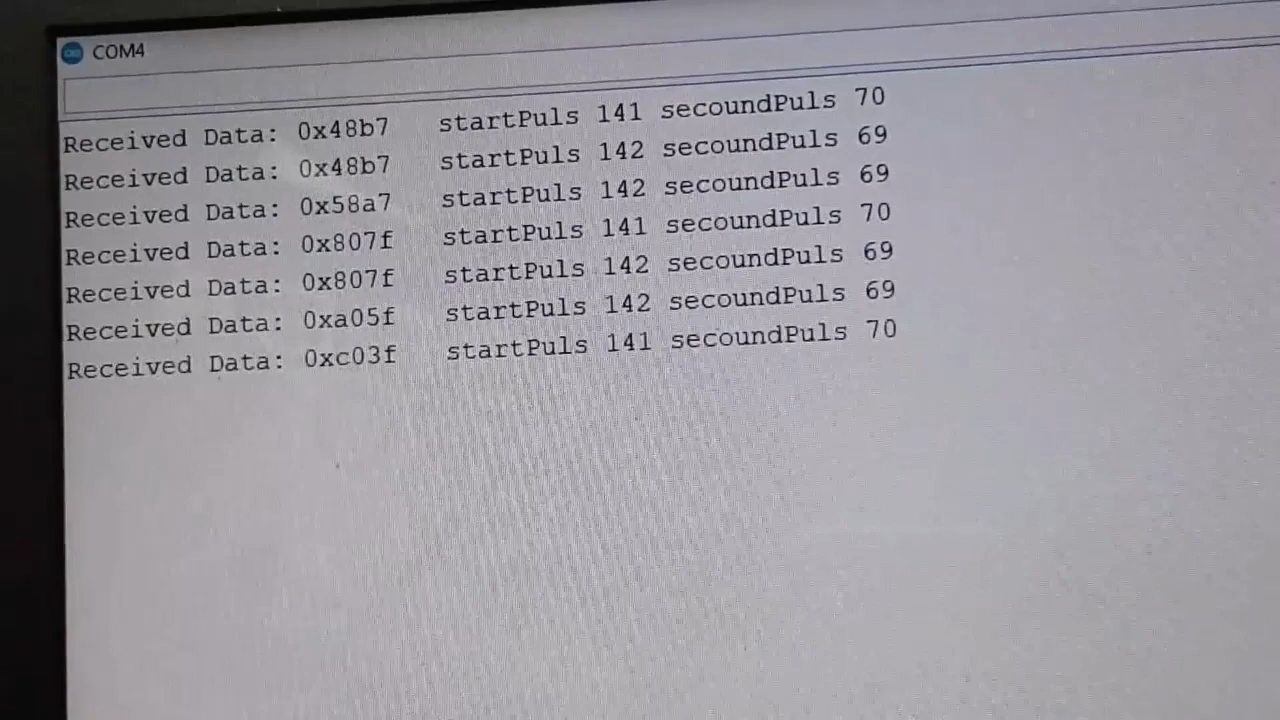 COM4
Received Data: 0x48b7 startPuls 141 secoundPuls 70
Received Data: 0x48b7 startPuls 142 secoundPuls 69
Received Data: 0x58a7 startPuls 142 secoundPuls 69
Received Data: 0x807f startPuls 141 secoundPuls 70
Received Data: 0x807f startPuls 142 secoundPuls 69
Received Data: 0xa05f startPuls 142 secoundPuls 69
Received Data: 0xc03f startPuls 141 secoundPuls 70